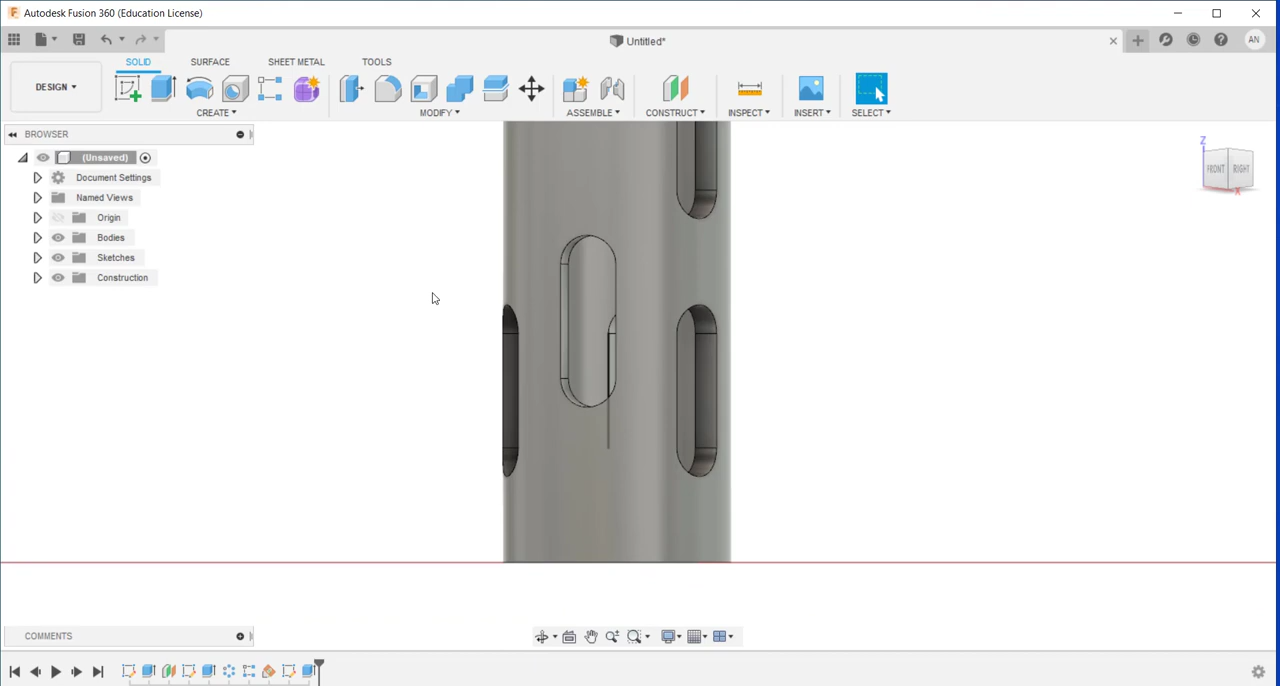 Autodesk Fusion 360 (Education License)
Untitled*
AN
DESIGN
SOLID SURFACE SHEET METAL TOOLS
CREATE MODIFY ASSEMBLE CONSTRUCT INSPECT INSERT SELECT
BROWSER
(Unsaved)
Document Settings
Named Views
Origin
Bodies
Sketches
Construction
Z
FRONT RIGHT
X
COMMENTS